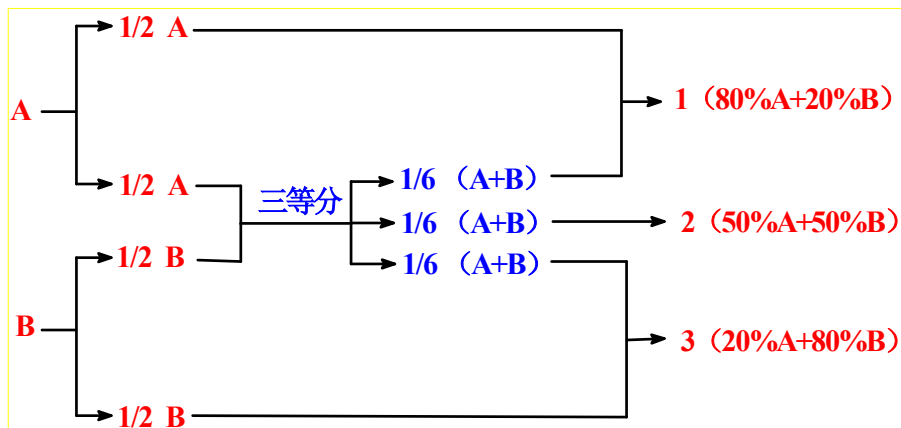 1/2 A
A
1/2 A
B
1/2 B
1/2 B
三等分
1/6 （A+B）
1/6 （A+B）
1/6 （A+B）
1（80%A+20%B）
2（50%A+50%B）
3（20%A+80%B）